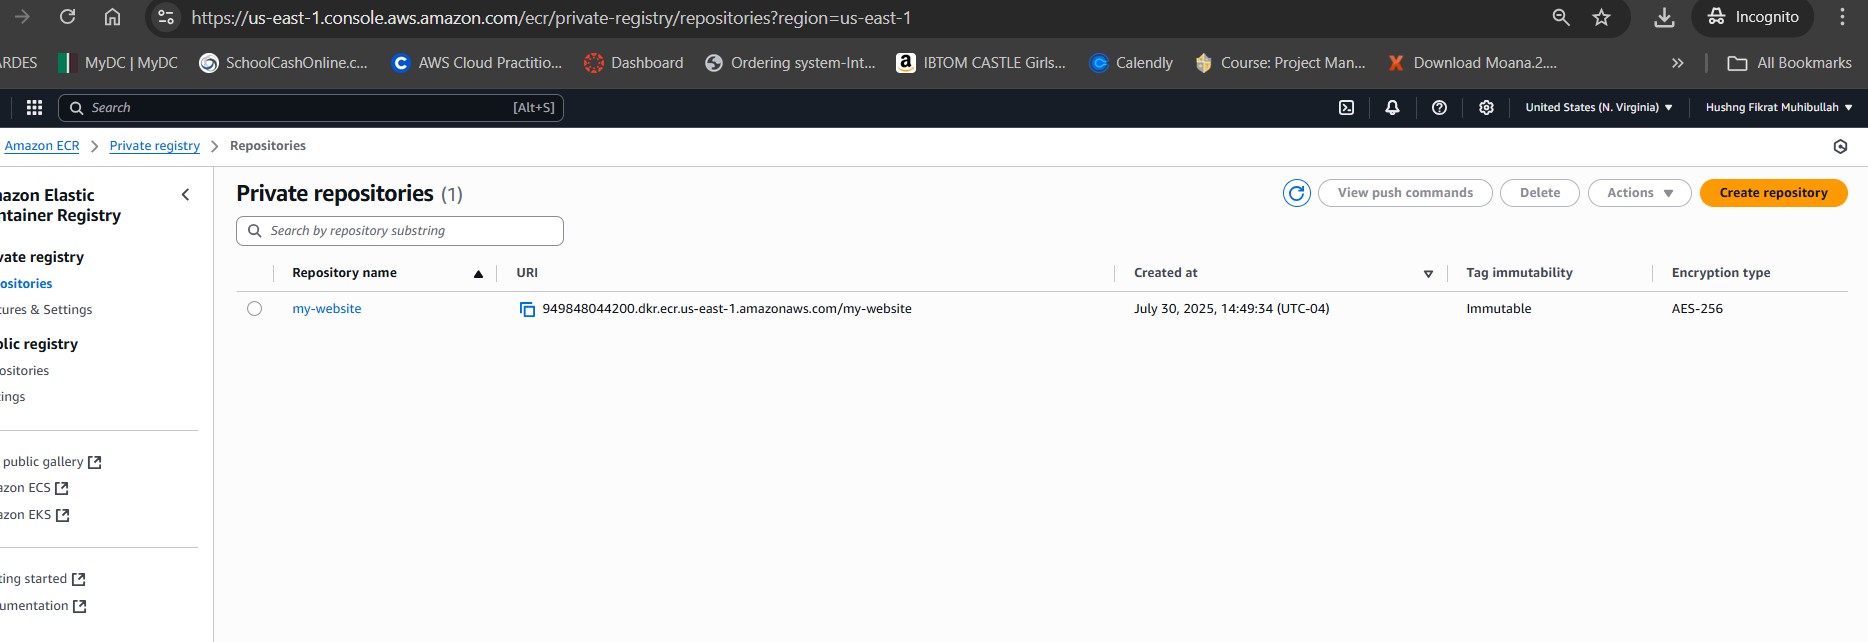 https://us-east-1.console.aws.amazon.com/ecr/private-registry/repositories?region=us-east-1
Incognito
ARDES
MyDC | MyDC
SchoolCashOnline.c...
AWS Cloud Practitio...
Dashboard
Ordering system-Int...
IBTOM CASTLE Girls...
Calendly
Course: Project Man...
Download Moana.2....
All Bookmarks
Search
[Alt+S]
United States (N. Virginia)
Hushng Fikrat Muhibullah
Amazon ECR
Private registry
Repositories
azon Elastic
ntainer Registry
vate registry
ositories
tures & Settings
blic registry
ositories
ings
public gallery
azon ECS
azon EKS
ting started
umentation
Private repositories (1)
View push commands
Delete
Actions
Create repository
Search by repository substring
Repository name
URI
Created at
Tag immutability
Encryption type
my-website
949848044200.dkr.ecr.us-east-1.amazonaws.com/my-website
July 30, 2025, 14:49:34 (UTC-04)
Immutable
AES-256